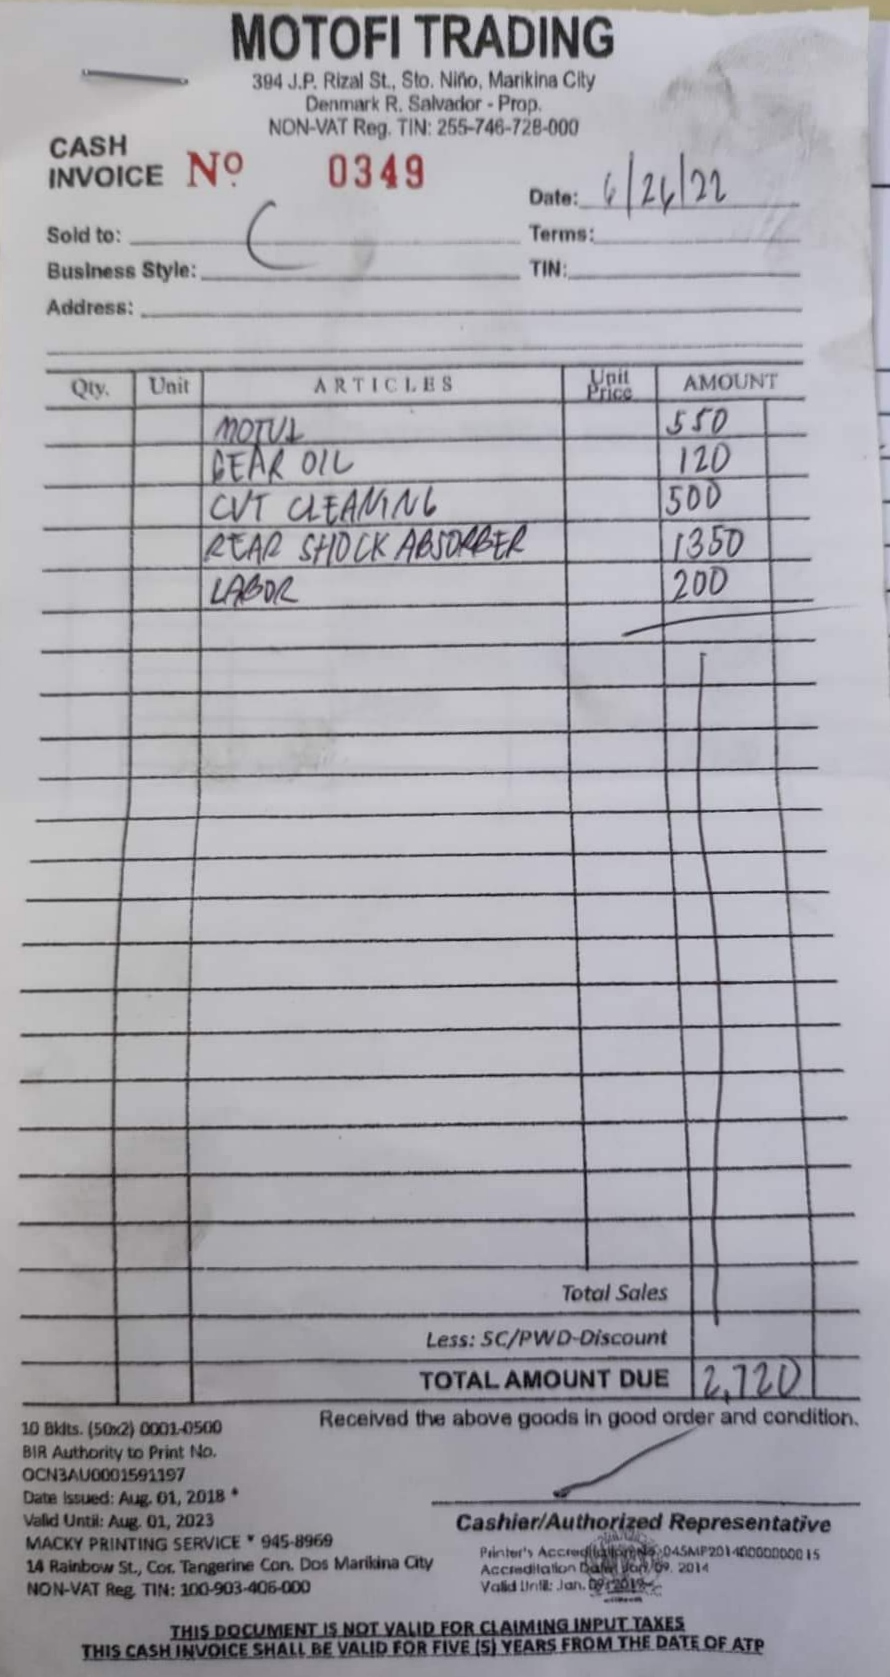 MOTOFI TRADING
394 J.P. Rizal St., Sto. Niño, Marikina City
Denmark R. Salvador - Prop.
NON-VAT Reg. TIN: 255-746-728-000
CASH INVOICE Nº 0349
Date: 6/26/22
Sold to: C
Terms:
Business Style:
TIN:
Address:
Qty. Unit ARTICLES Unit Price AMOUNT
MOTUL 550
GEAR OIL 120
CVT CLEANING 500
REAR SHOCK ABSORBER 1350
LABOR 200
Total Sales
Less: SC/PWD-Discount
TOTAL AMOUNT DUE 2,720
Received the above goods in good order and condition.
10 Bklts. (50x2) 0001-0500
BIR Authority to Print No.
OCN3AU0001591197
Date Issued: Aug. 01, 2018 *
Valid Until: Aug. 01, 2023
MACKY PRINTING SERVICE * 945-8969
14 Rainbow St., Cor. Tangerine Con. Dos Marikina City
NON-VAT Reg. TIN: 100-903-406-000
Cashier/Authorized Representative
Printer's Accreditation No. 045MP20140000000015
Accreditation Date: Jan. 09, 2014
Valid Until: Jan. 09, 2019
THIS DOCUMENT IS NOT VALID FOR CLAIMING INPUT TAXES
THIS CASH INVOICE SHALL BE VALID FOR FIVE (5) YEARS FROM THE DATE OF ATP